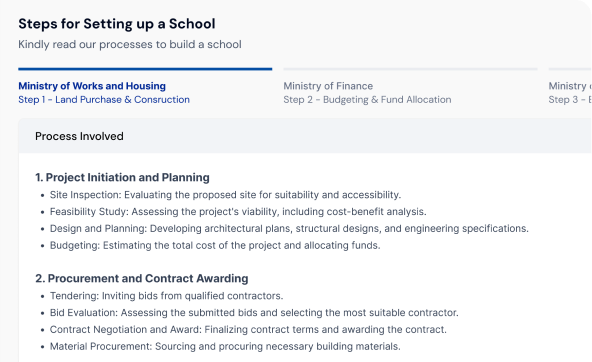 Steps for Setting up a School
Kindly read our processes to build a school
Ministry of Works and Housing
Step 1 - Land Purchase & Consruction
Ministry of Finance
Step 2 - Budgeting & Fund Allocation
Ministry
Step 3 -
Process Involved
1. Project Initiation and Planning
• Site Inspection: Evaluating the proposed site for suitability and accessibility.
• Feasibility Study: Assessing the project's viability, including cost-benefit analysis.
• Design and Planning: Developing architectural plans, structural designs, and engineering specifications.
• Budgeting: Estimating the total cost of the project and allocating funds.
2. Procurement and Contract Awarding
• Tendering: Inviting bids from qualified contractors.
• Bid Evaluation: Assessing the submitted bids and selecting the most suitable contractor.
• Contract Negotiation and Award: Finalizing contract terms and awarding the contract.
• Material Procurement: Sourcing and procuring necessary building materials.